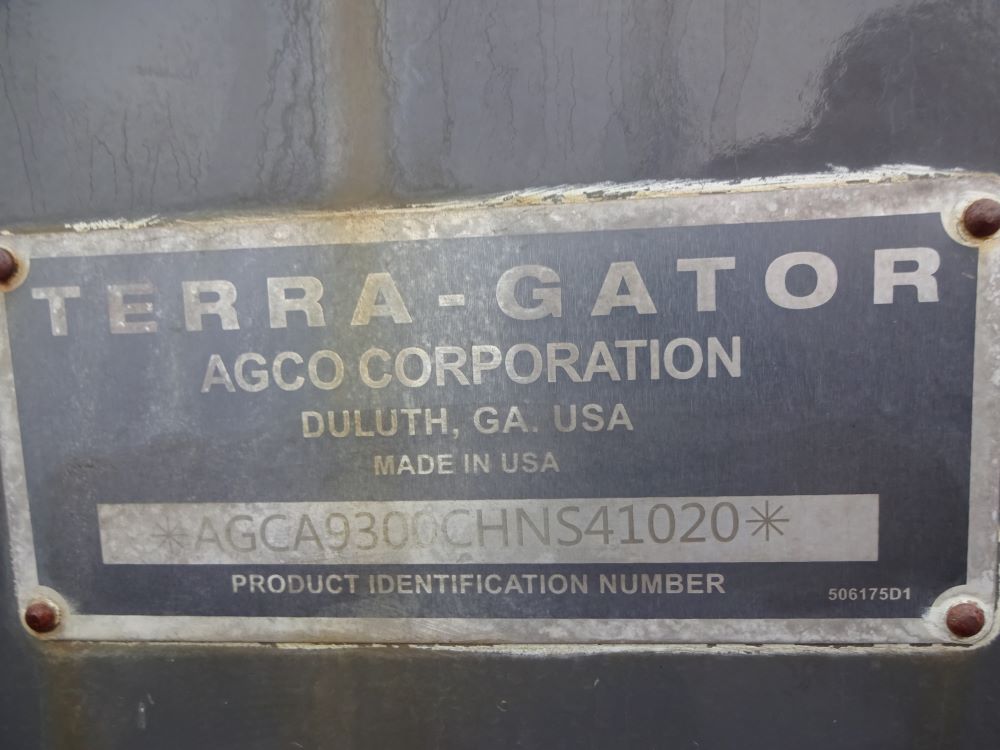 TERRA-GATOR
AGCO CORPORATION
DULUTH, GA. USA
MADE IN USA
*AGCA9300CHNS41020*
PRODUCT IDENTIFICATION NUMBER
506175D1